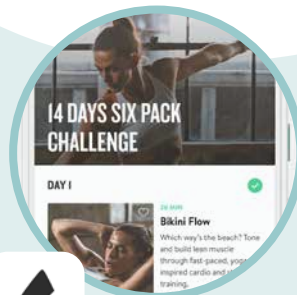 14 DAYS SIX PACK
CHALLENGE
DAY 1
Bikini Flow
Which way's the beach? Tone
and build lean muscle
through fast-paced,
inspired cardio and
training.